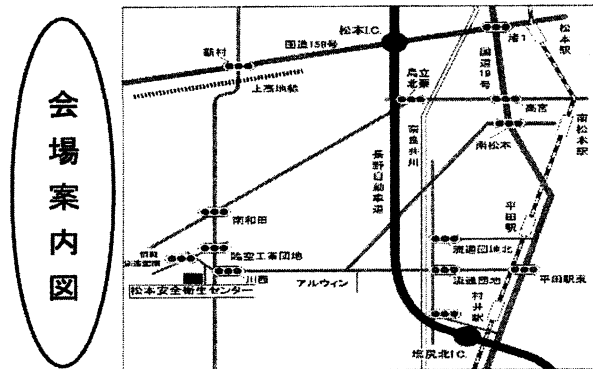 会場案内図
松本I.C.
渚1
松本駅
新村
国道158号
国道19号
上高地線
島立北栗
高宮
奈良井川
南松本
南松本駅
長野自動車道
平田駅
南和田
臨空工業団地
流通団地北
川西
アルウィン
流通団地
平田駅東
松本安全衛生センター
村井駅
塩尻北I.C.